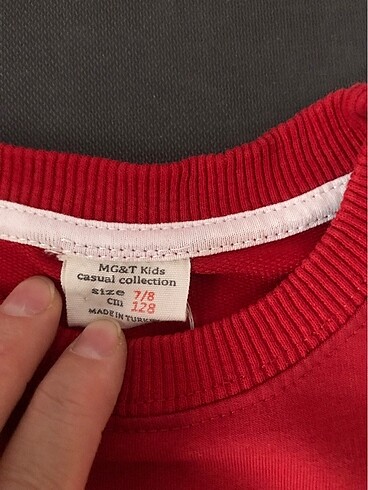 MG&T Kids
casual collection
size 7/8
cm 128
MADE IN TURKEY